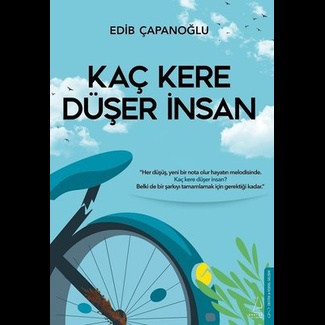 EDİB ÇAPANOĞLU
KAÇ KERE
DÜŞER İNSAN
"Her düşüş, yeni bir nota olur hayatın melodisinde.
Kaç kere düşer insan?
Belki de bir şarkıyı tamamlamak için gerektiği kadar."